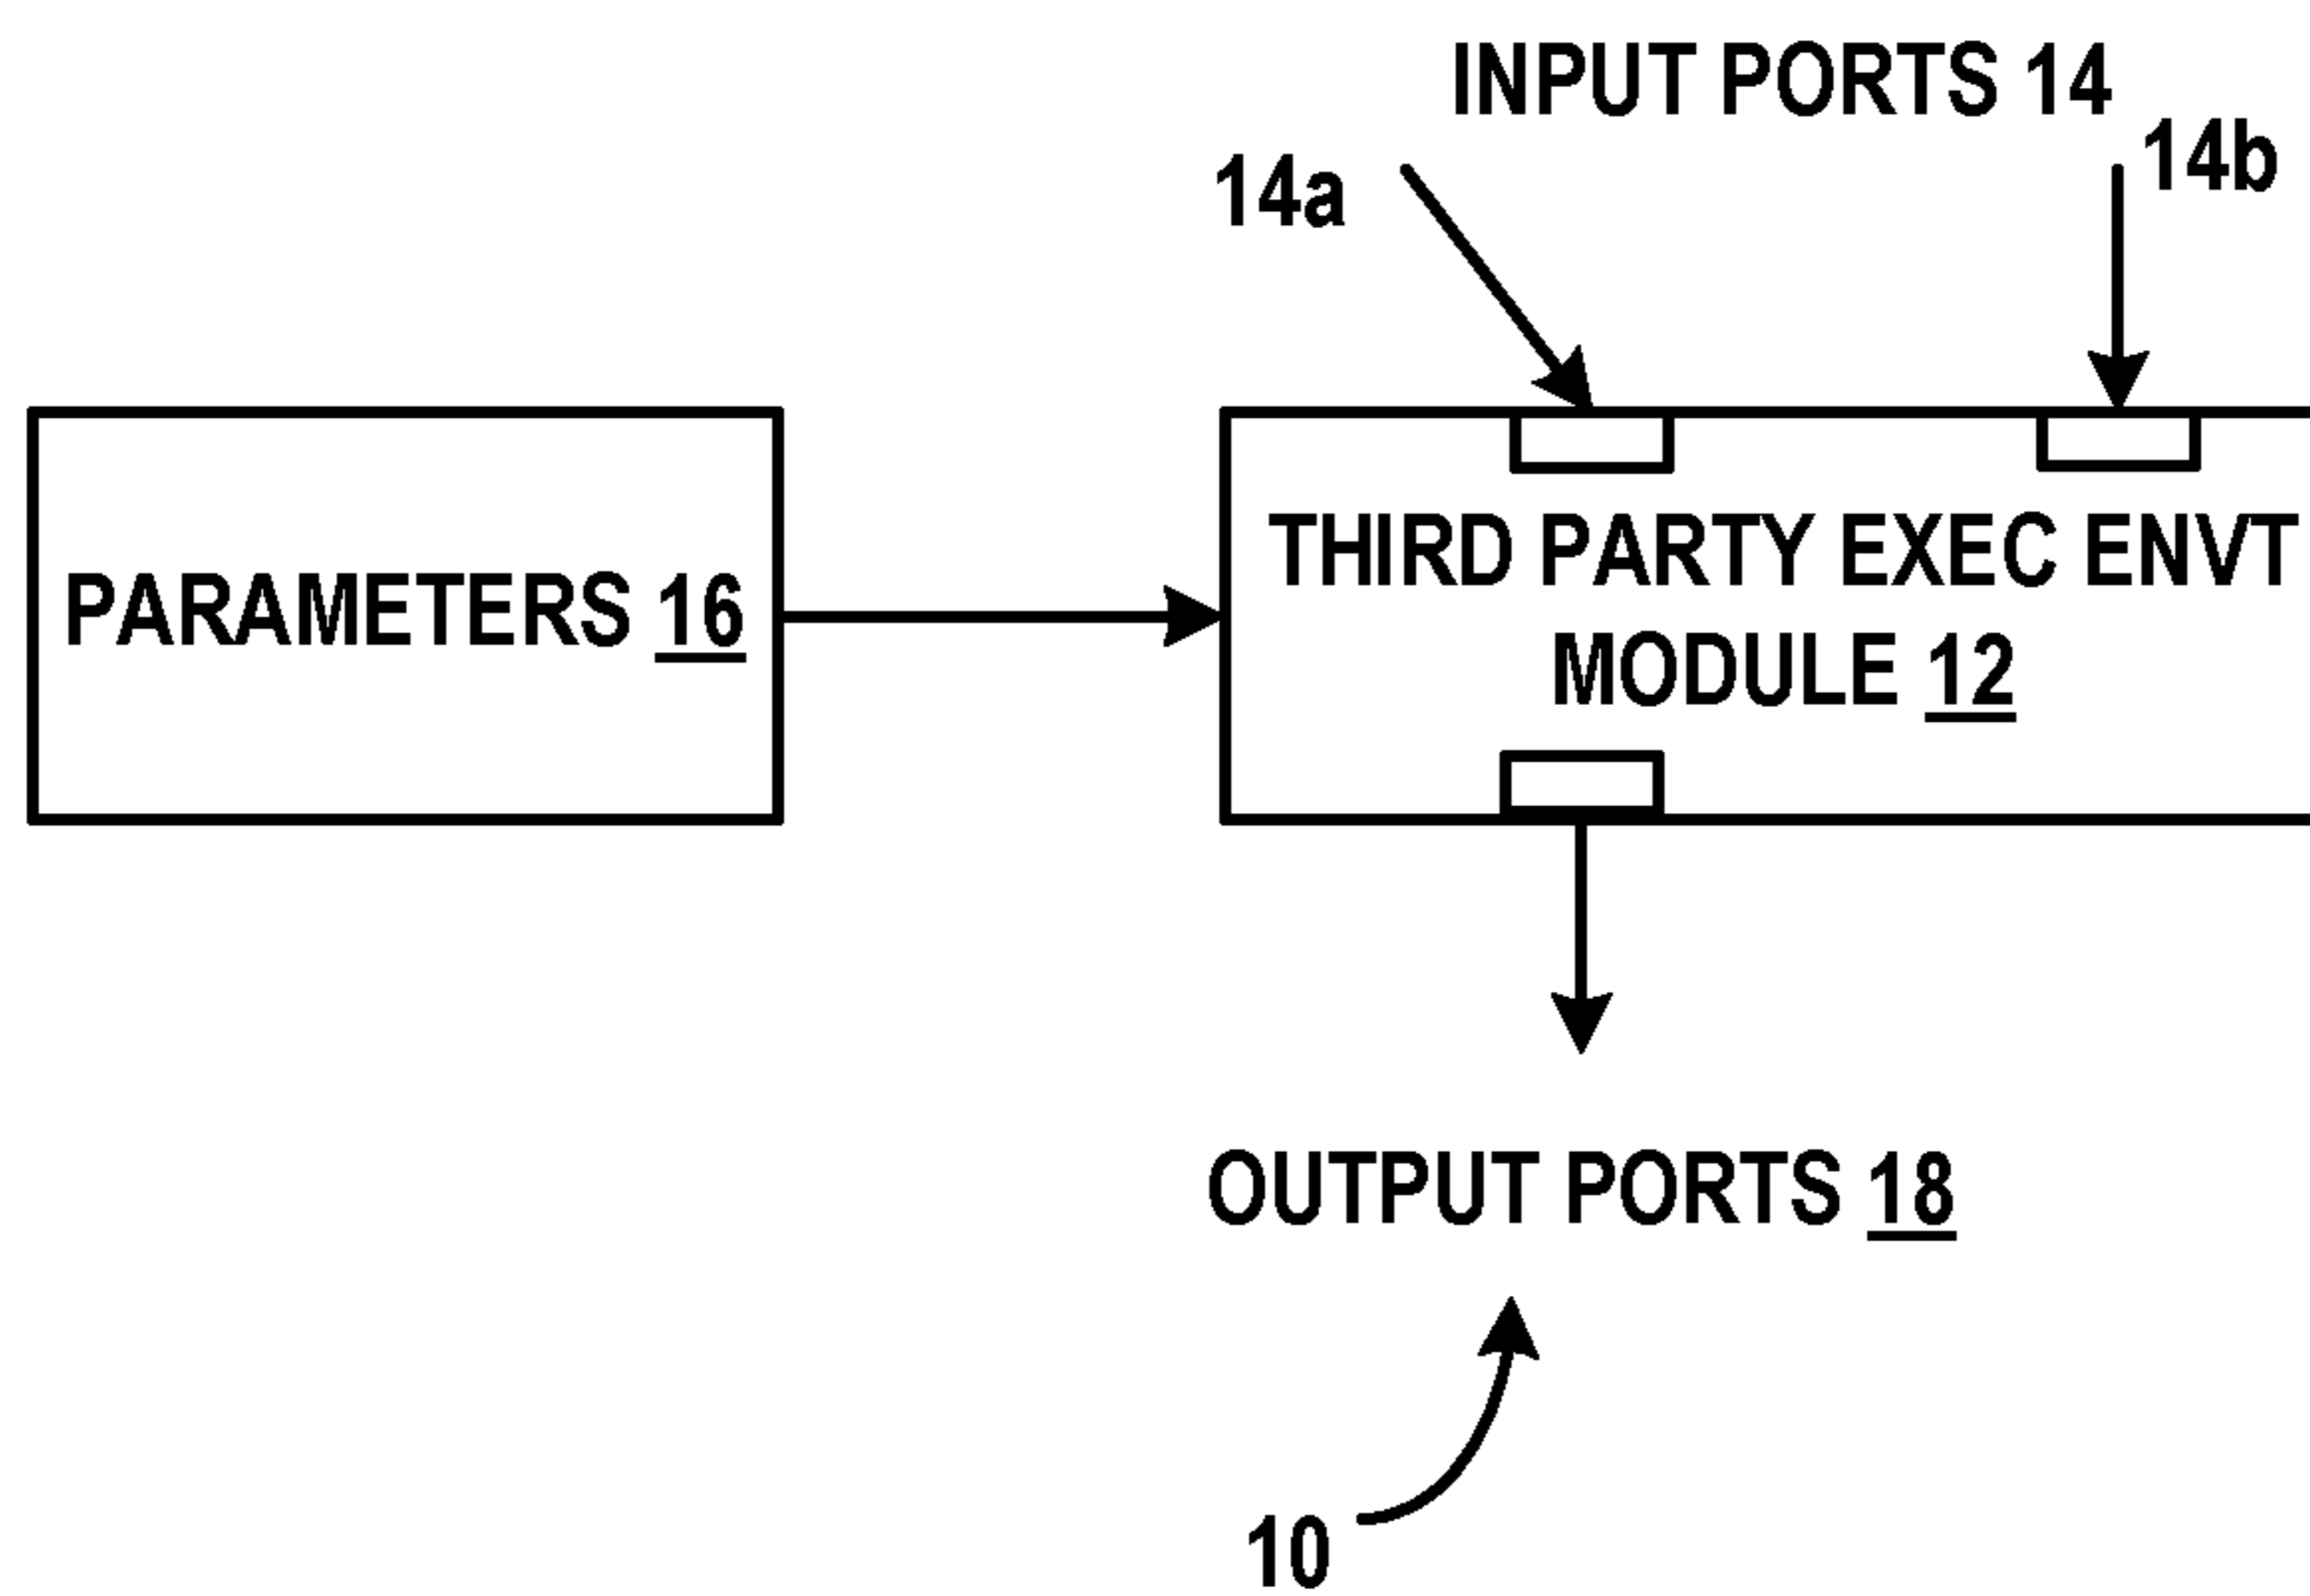 INPUT PORTS 14
14a
14b
PARAMETERS 16
THIRD PARTY EXEC ENVT
MODULE 12
OUTPUT PORTS 18
10